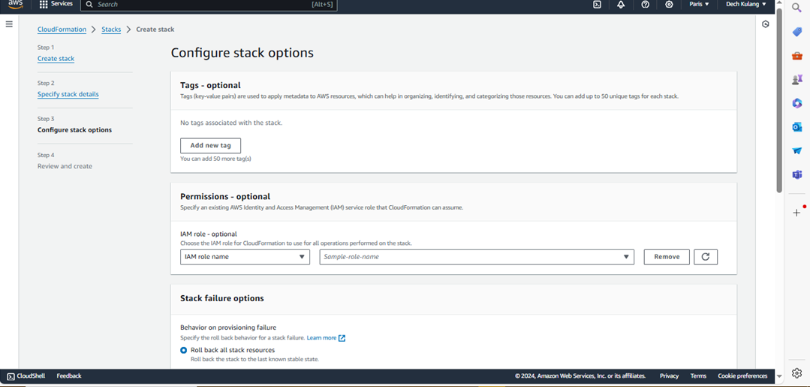 aws
Services
Search
[Alt+S]
Paris
Dech Kulang
CloudFormation
Stacks
Create stack
Step 1
Create stack
Step 2
Specify stack details
Step 3
Configure stack options
Step 4
Review and create
Configure stack options
Tags - optional
Tags (key-value pairs) are used to apply metadata to AWS resources, which can help in organizing, identifying, and categorizing those resources. You can add up to 50 unique tags for each stack.
No tags associated with the stack.
Add new tag
You can add 50 more tag(s)
Permissions - optional
Specify an existing AWS Identity and Access Management (IAM) service role that CloudFormation can assume.
IAM role - optional
Choose the IAM role for CloudFormation to use for all operations performed on the stack.
IAM role name
Sample-role-name
Remove
Stack failure options
Behavior on provisioning failure
Specify the roll back behavior for a stack failure. Learn more
Roll back all stack resources
Roll back the stack to the last known stable state.
CloudShell
Feedback
© 2024, Amazon Web Services, Inc. or its affiliates.
Privacy
Terms
Cookie preferences